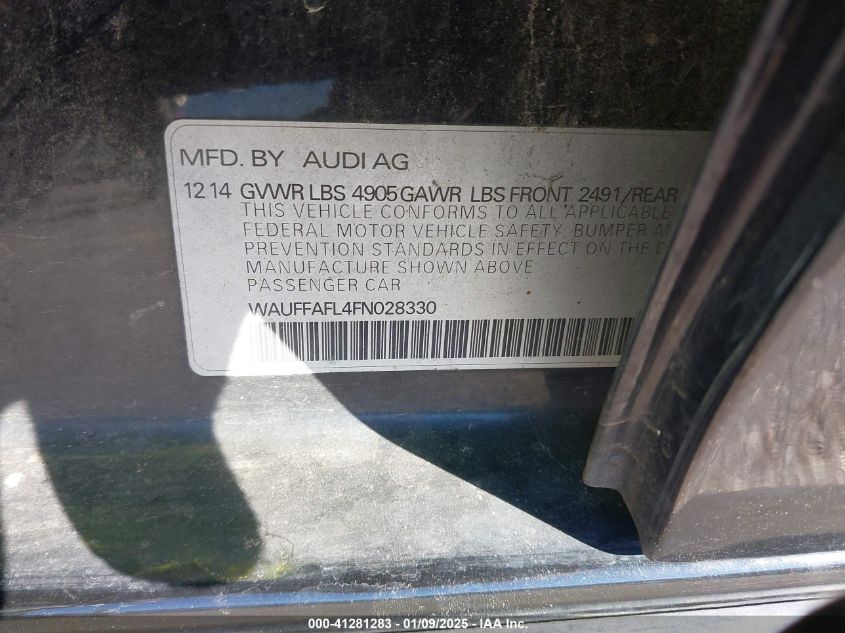 MFD. BY AUDI AG
12 14 GVWR LBS 4905 GAWR LBS FRONT 2491/REAR
THIS VEHICLE CONFORMS TO ALL APPLICABLE
FEDERAL MOTOR VEHICLE SAFETY, BUMPER
PREVENTION STANDARDS IN EFFECT ON THE
MANUFACTURE SHOWN ABOVE
PASSENGER CAR
WAUFFAFL4FN028330
000-41281283 - 01/09/2025 - IAA Inc.